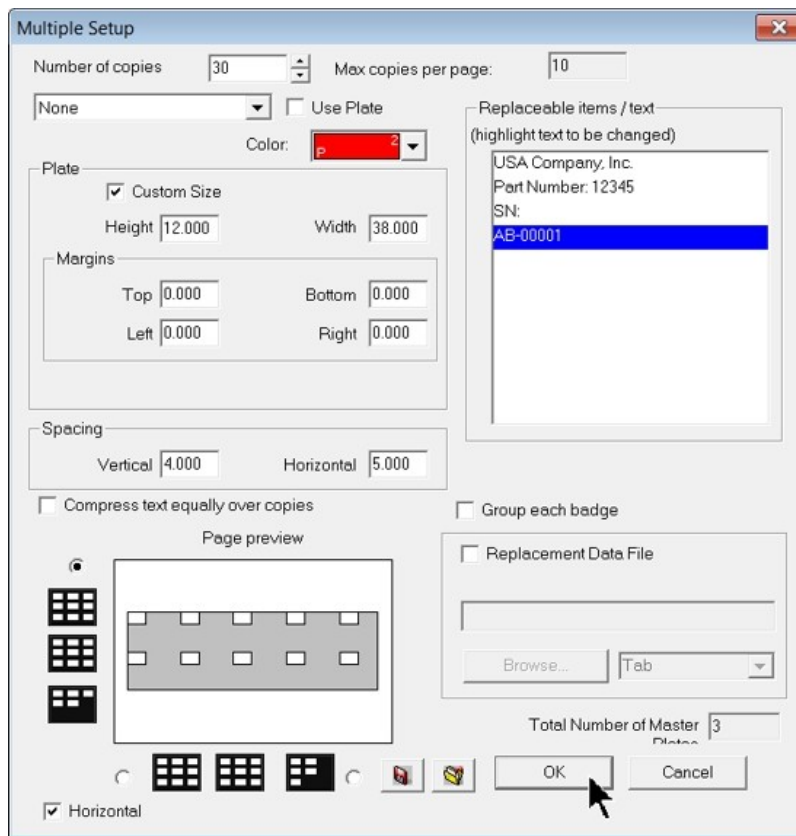 Multiple Setup
Number of copies 30 Max copies per page: 10
None Use Plate
Color: P 2
Replaceable items / text
(highlight text to be changed)
USA Company, Inc.
Part Number: 12345
SN:
AB-00001
Plate
Custom Size
Height 12.000 Width 38.000
Margins
Top 0.000 Bottom 0.000
Left 0.000 Right 0.000
Spacing
Vertical 4.000 Horizontal 5.000
Compress text equally over copies
Group each badge
Page preview
Replacement Data File
Browse... Tab
Total Number of Master 3
OK Cancel
Horizontal